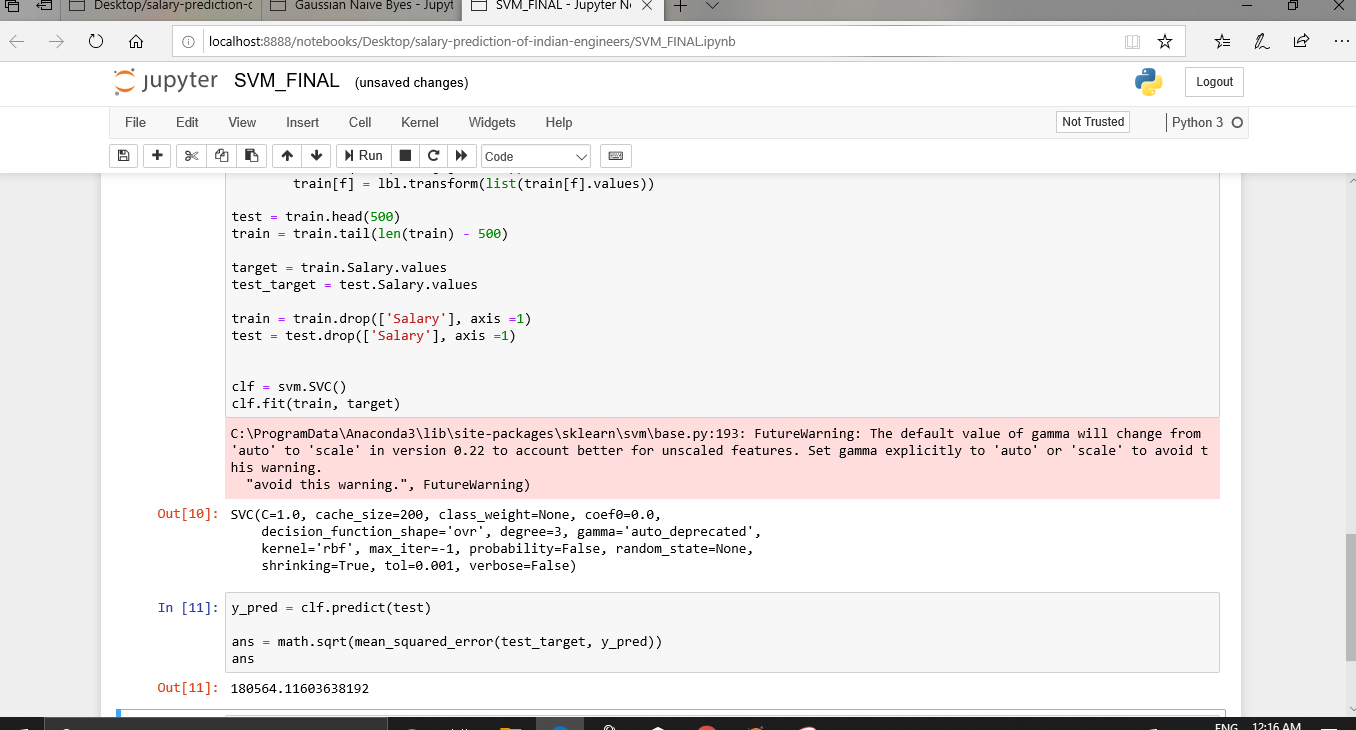 Desktop/salary-prediction-c
Gaussian Naive Byes - Jupyt
SVM_FINAL - Jupyter N
localhost:8888/notebooks/Desktop/salary-prediction-of-indian-engineers/SVM_FINAL.ipynb
jupyter SVM_FINAL (unsaved changes)
Logout
File Edit View Insert Cell Kernel Widgets Help
Not Trusted
Python 3
Run
Code
train[f] = lbl.transform(list(train[f].values))
test = train.head(500)
train = train.tail(len(train) - 500)
target = train.Salary.values
test_target = test.Salary.values
train = train.drop(['Salary'], axis =1)
test = test.drop(['Salary'], axis =1)
clf = svm.SVC()
clf.fit(train, target)
C:\ProgramData\Anaconda3\lib\site-packages\sklearn\svm\base.py:193: FutureWarning: The default value of gamma will change from
'auto' to 'scale' in version 0.22 to account better for unscaled features. Set gamma explicitly to 'auto' or 'scale' to avoid t
his warning.
"avoid this warning.", FutureWarning)
Out[10]: SVC(C=1.0, cache_size=200, class_weight=None, coef0=0.0,
decision_function_shape='ovr', degree=3, gamma='auto_deprecated',
kernel='rbf', max_iter=-1, probability=False, random_state=None,
shrinking=True, tol=0.001, verbose=False)
In [11]: y_pred = clf.predict(test)
ans = math.sqrt(mean_squared_error(test_target, y_pred))
ans
Out[11]: 180564.11603638192
ENG 12:16 AM